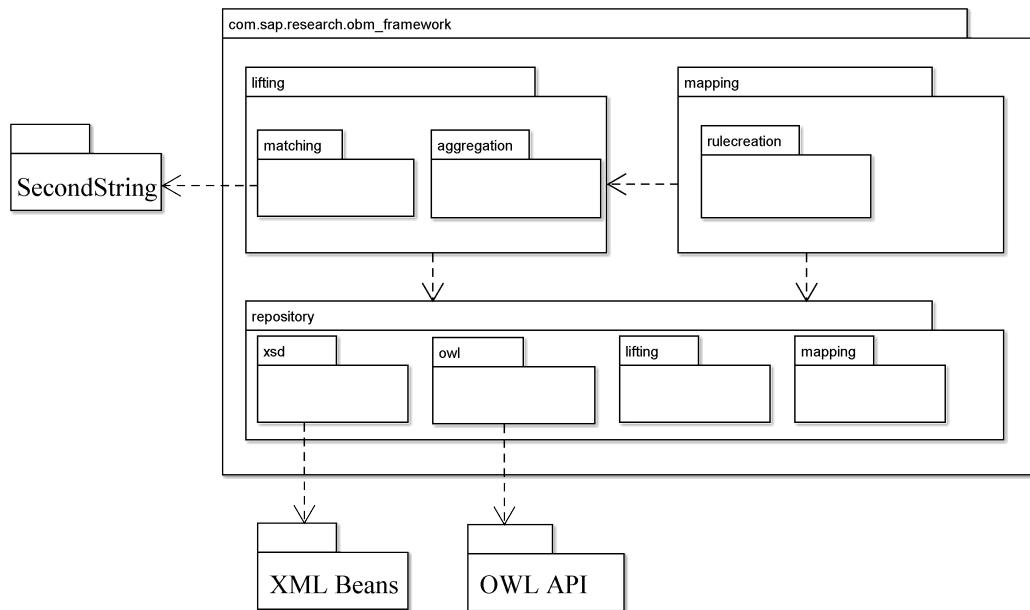 com.sap.research.obm_framework
lifting
mapping
matching
aggregation
rulecreation
SecondString
repository
xsd
owl
lifting
mapping
XML Beans
OWL API